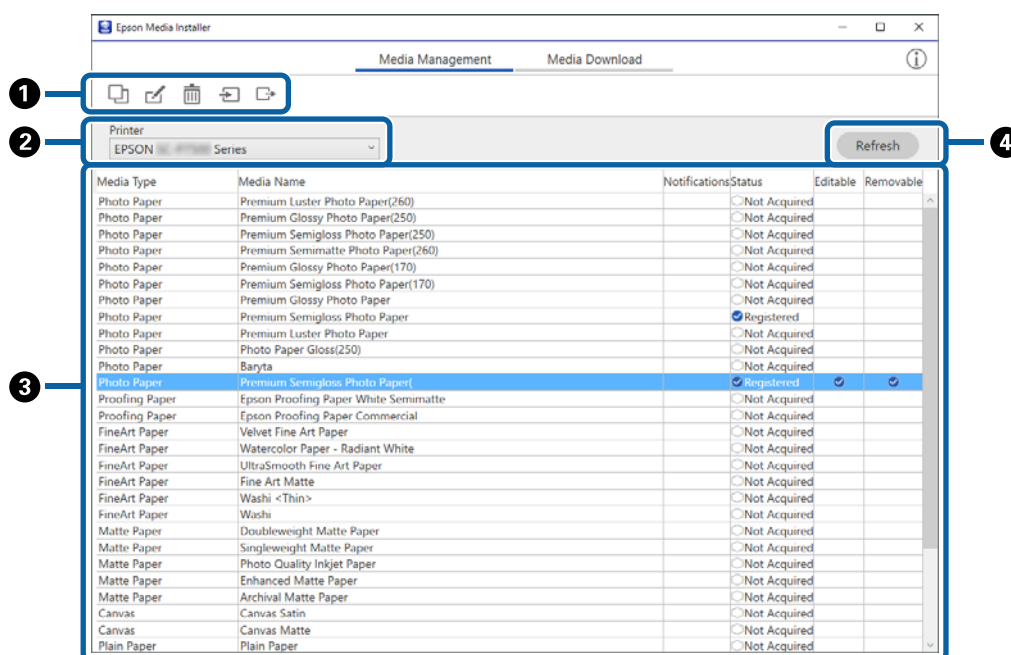 Epson Media Installer
Media Management Media Download
1
2
Printer
EPSON Series
Refresh
4
Media Type Media Name Notifications Status Editable Removable
Photo Paper Premium Luster Photo Paper(260) Not Acquired
Photo Paper Premium Glossy Photo Paper(250) Not Acquired
Photo Paper Premium Semigloss Photo Paper(250) Not Acquired
Photo Paper Premium Semimatte Photo Paper(260) Not Acquired
Photo Paper Premium Glossy Photo Paper(170) Not Acquired
Photo Paper Premium Semigloss Photo Paper(170) Not Acquired
Photo Paper Premium Glossy Photo Paper Not Acquired
Photo Paper Premium Semigloss Photo Paper Registered
Photo Paper Premium Luster Photo Paper Not Acquired
Photo Paper Photo Paper Gloss(250) Not Acquired
Photo Paper Baryta Not Acquired
3
Photo Paper Premium Semigloss Photo Paper( Registered
Proofing Paper Epson Proofing Paper White Semimatte Not Acquired
Proofing Paper Epson Proofing Paper Commercial Not Acquired
FineArt Paper Velvet Fine Art Paper Not Acquired
FineArt Paper Watercolor Paper - Radiant White Not Acquired
FineArt Paper UltraSmooth Fine Art Paper Not Acquired
FineArt Paper Fine Art Matte Not Acquired
FineArt Paper Washi <Thin> Not Acquired
FineArt Paper Washi Not Acquired
Matte Paper Doubleweight Matte Paper Not Acquired
Matte Paper Singleweight Matte Paper Not Acquired
Matte Paper Photo Quality Inkjet Paper Not Acquired
Matte Paper Enhanced Matte Paper Not Acquired
Matte Paper Archival Matte Paper Not Acquired
Canvas Canvas Satin Not Acquired
Canvas Canvas Matte Not Acquired
Plain Paper Plain Paper Not Acquired